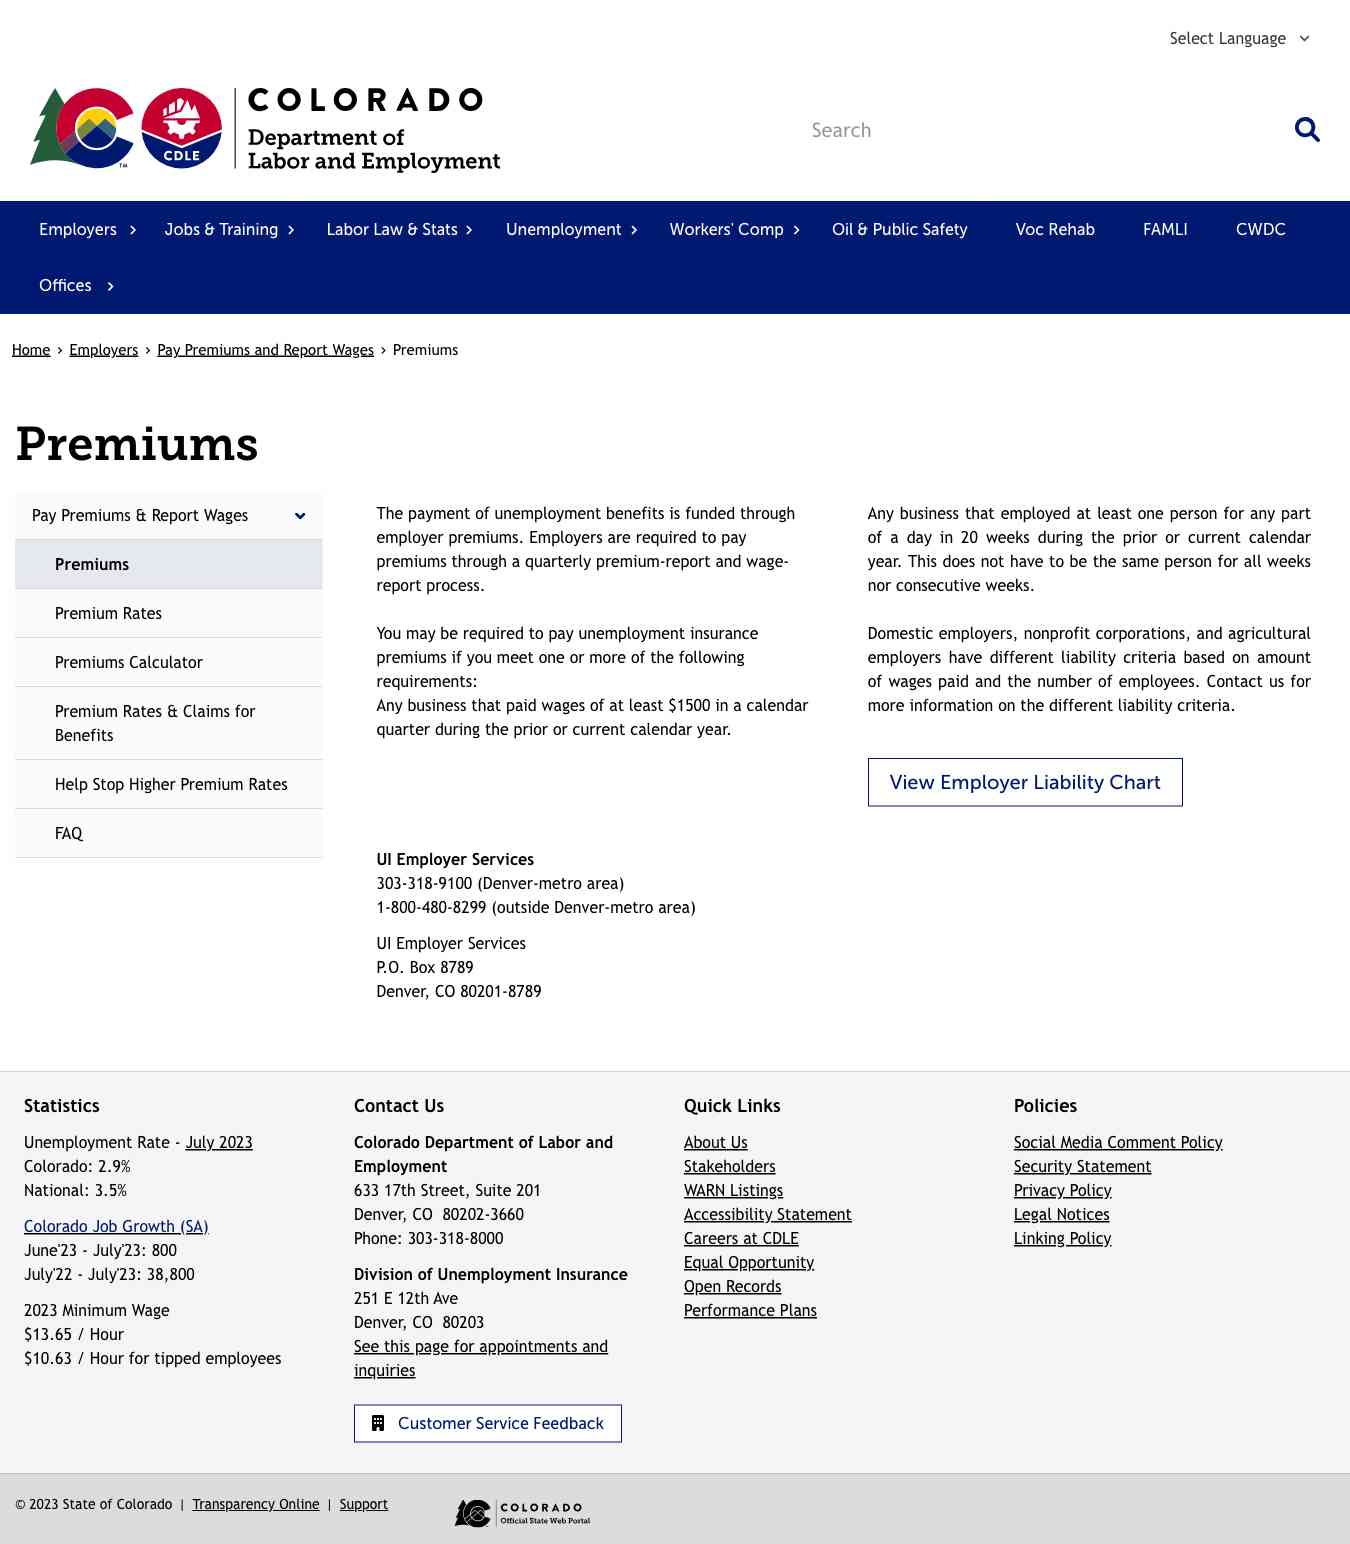 Select Language
COLORADO
Department of
Labor and Employment
CDLE
TM
Search
Employers
Jobs & Training
Labor Law & Stats
Unemployment
Workers' Comp
Oil & Public Safety
Voc Rehab
FAMLI
CWDC
Offices
Home › Employers › Pay Premiums and Report Wages › Premiums
Premiums
Pay Premiums & Report Wages
Premiums
Premium Rates
Premiums Calculator
Premium Rates & Claims for
Benefits
Help Stop Higher Premium Rates
FAQ
The payment of unemployment benefits is funded through
employer premiums. Employers are required to pay
premiums through a quarterly premium-report and wage-
report process.
You may be required to pay unemployment insurance
premiums if you meet one or more of the following
requirements:
Any business that paid wages of at least $1500 in a calendar
quarter during the prior or current calendar year.
Any business that employed at least one person for any part
of a day in 20 weeks during the prior or current calendar
year. This does not have to be the same person for all weeks
nor consecutive weeks.
Domestic employers, nonprofit corporations, and agricultural
employers have different liability criteria based on amount
of wages paid and the number of employees. Contact us for
more information on the different liability criteria.
View Employer Liability Chart
UI Employer Services
303-318-9100 (Denver-metro area)
1-800-480-8299 (outside Denver-metro area)
UI Employer Services
P.O. Box 8789
Denver, CO 80201-8789
Statistics
Unemployment Rate - July 2023
Colorado: 2.9%
National: 3.5%
Colorado Job Growth (SA)
June'23 - July'23: 800
July'22 - July'23: 38,800
2023 Minimum Wage
$13.65 / Hour
$10.63 / Hour for tipped employees
Contact Us
Colorado Department of Labor and
Employment
633 17th Street, Suite 201
Denver, CO  80202-3660
Phone: 303-318-8000
Division of Unemployment Insurance
251 E 12th Ave
Denver, CO  80203
See this page for appointments and
inquiries
Customer Service Feedback
Quick Links
About Us
Stakeholders
WARN Listings
Accessibility Statement
Careers at CDLE
Equal Opportunity
Open Records
Performance Plans
Policies
Social Media Comment Policy
Security Statement
Privacy Policy
Legal Notices
Linking Policy
© 2023 State of Colorado | Transparency Online | Support
COLORADO
Official State Web Portal